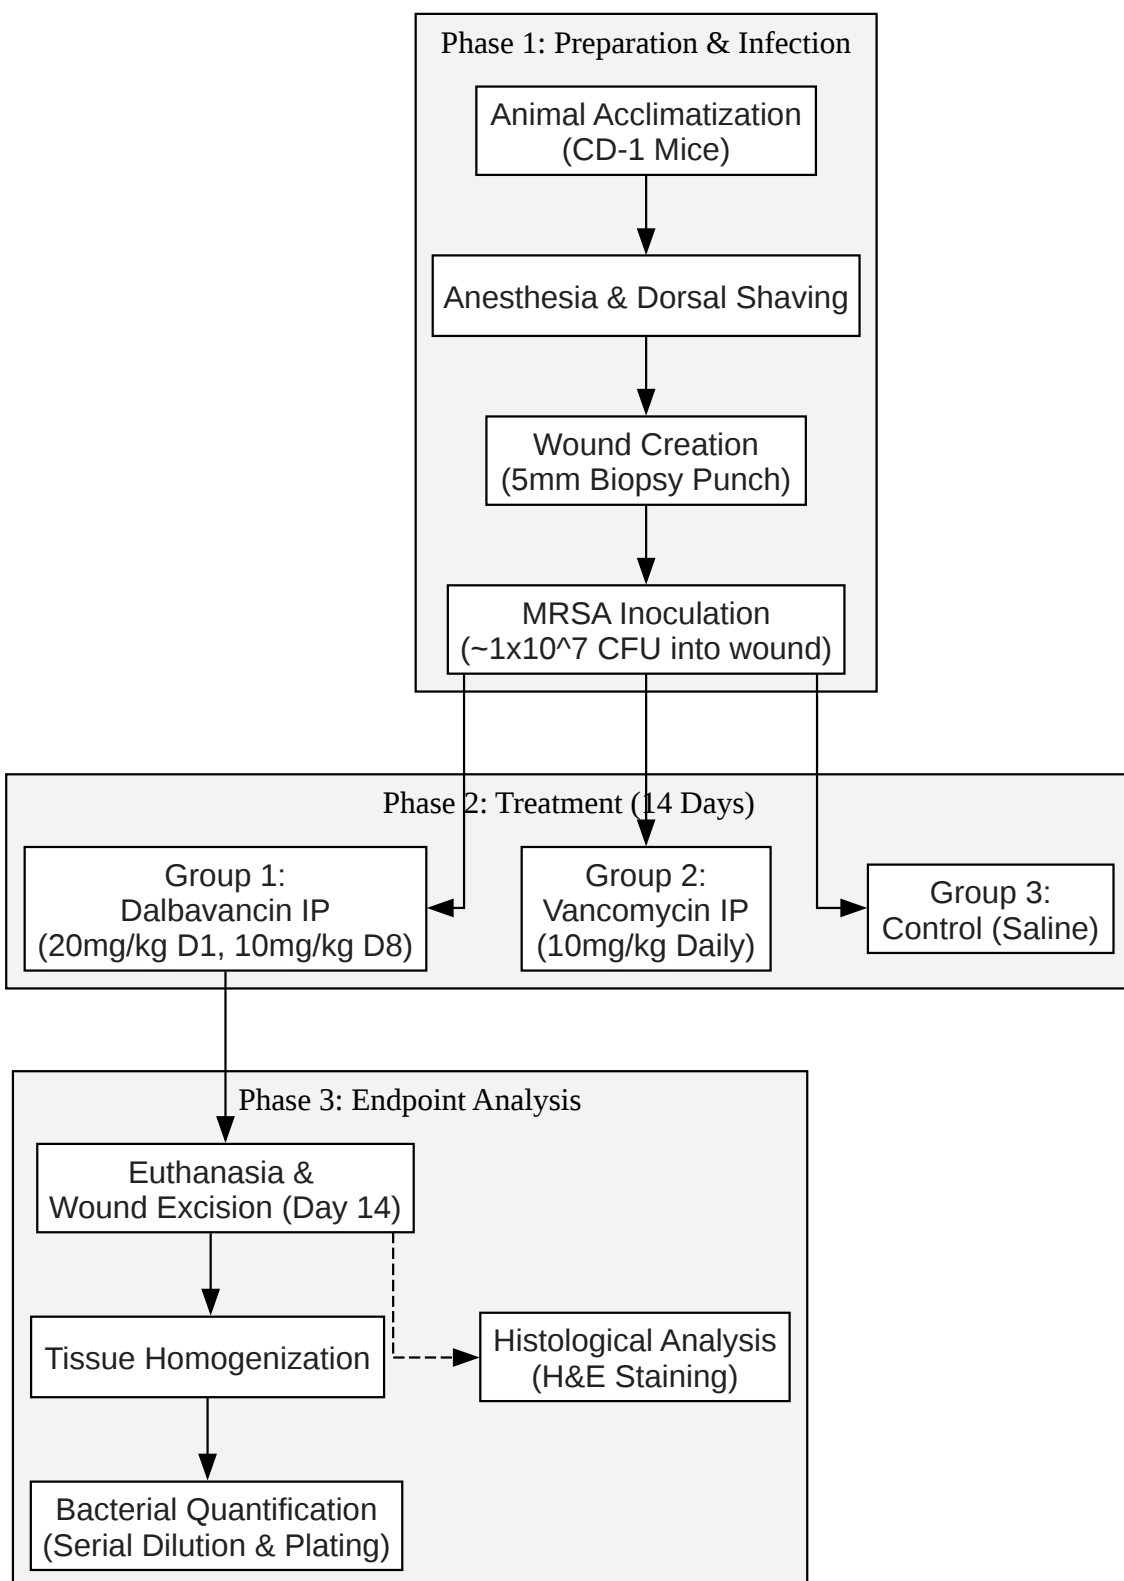 Phase 1: Preparation & Infection
Animal Acclimatization
(CD-1 Mice)
Anesthesia & Dorsal Shaving
Wound Creation
(5mm Biopsy Punch)
MRSA Inoculation
(~1x10^7 CFU into wound)
Phase 2: Treatment (14 Days)
Group 1:
Dalbavancin IP
(20mg/kg D1, 10mg/kg D8)
Group 2:
Vancomycin IP
(10mg/kg Daily)
Group 3:
Control (Saline)
Phase 3: Endpoint Analysis
Euthanasia &
Wound Excision (Day 14)
Tissue Homogenization
Histological Analysis
(H&E Staining)
Bacterial Quantification
(Serial Dilution & Plating)